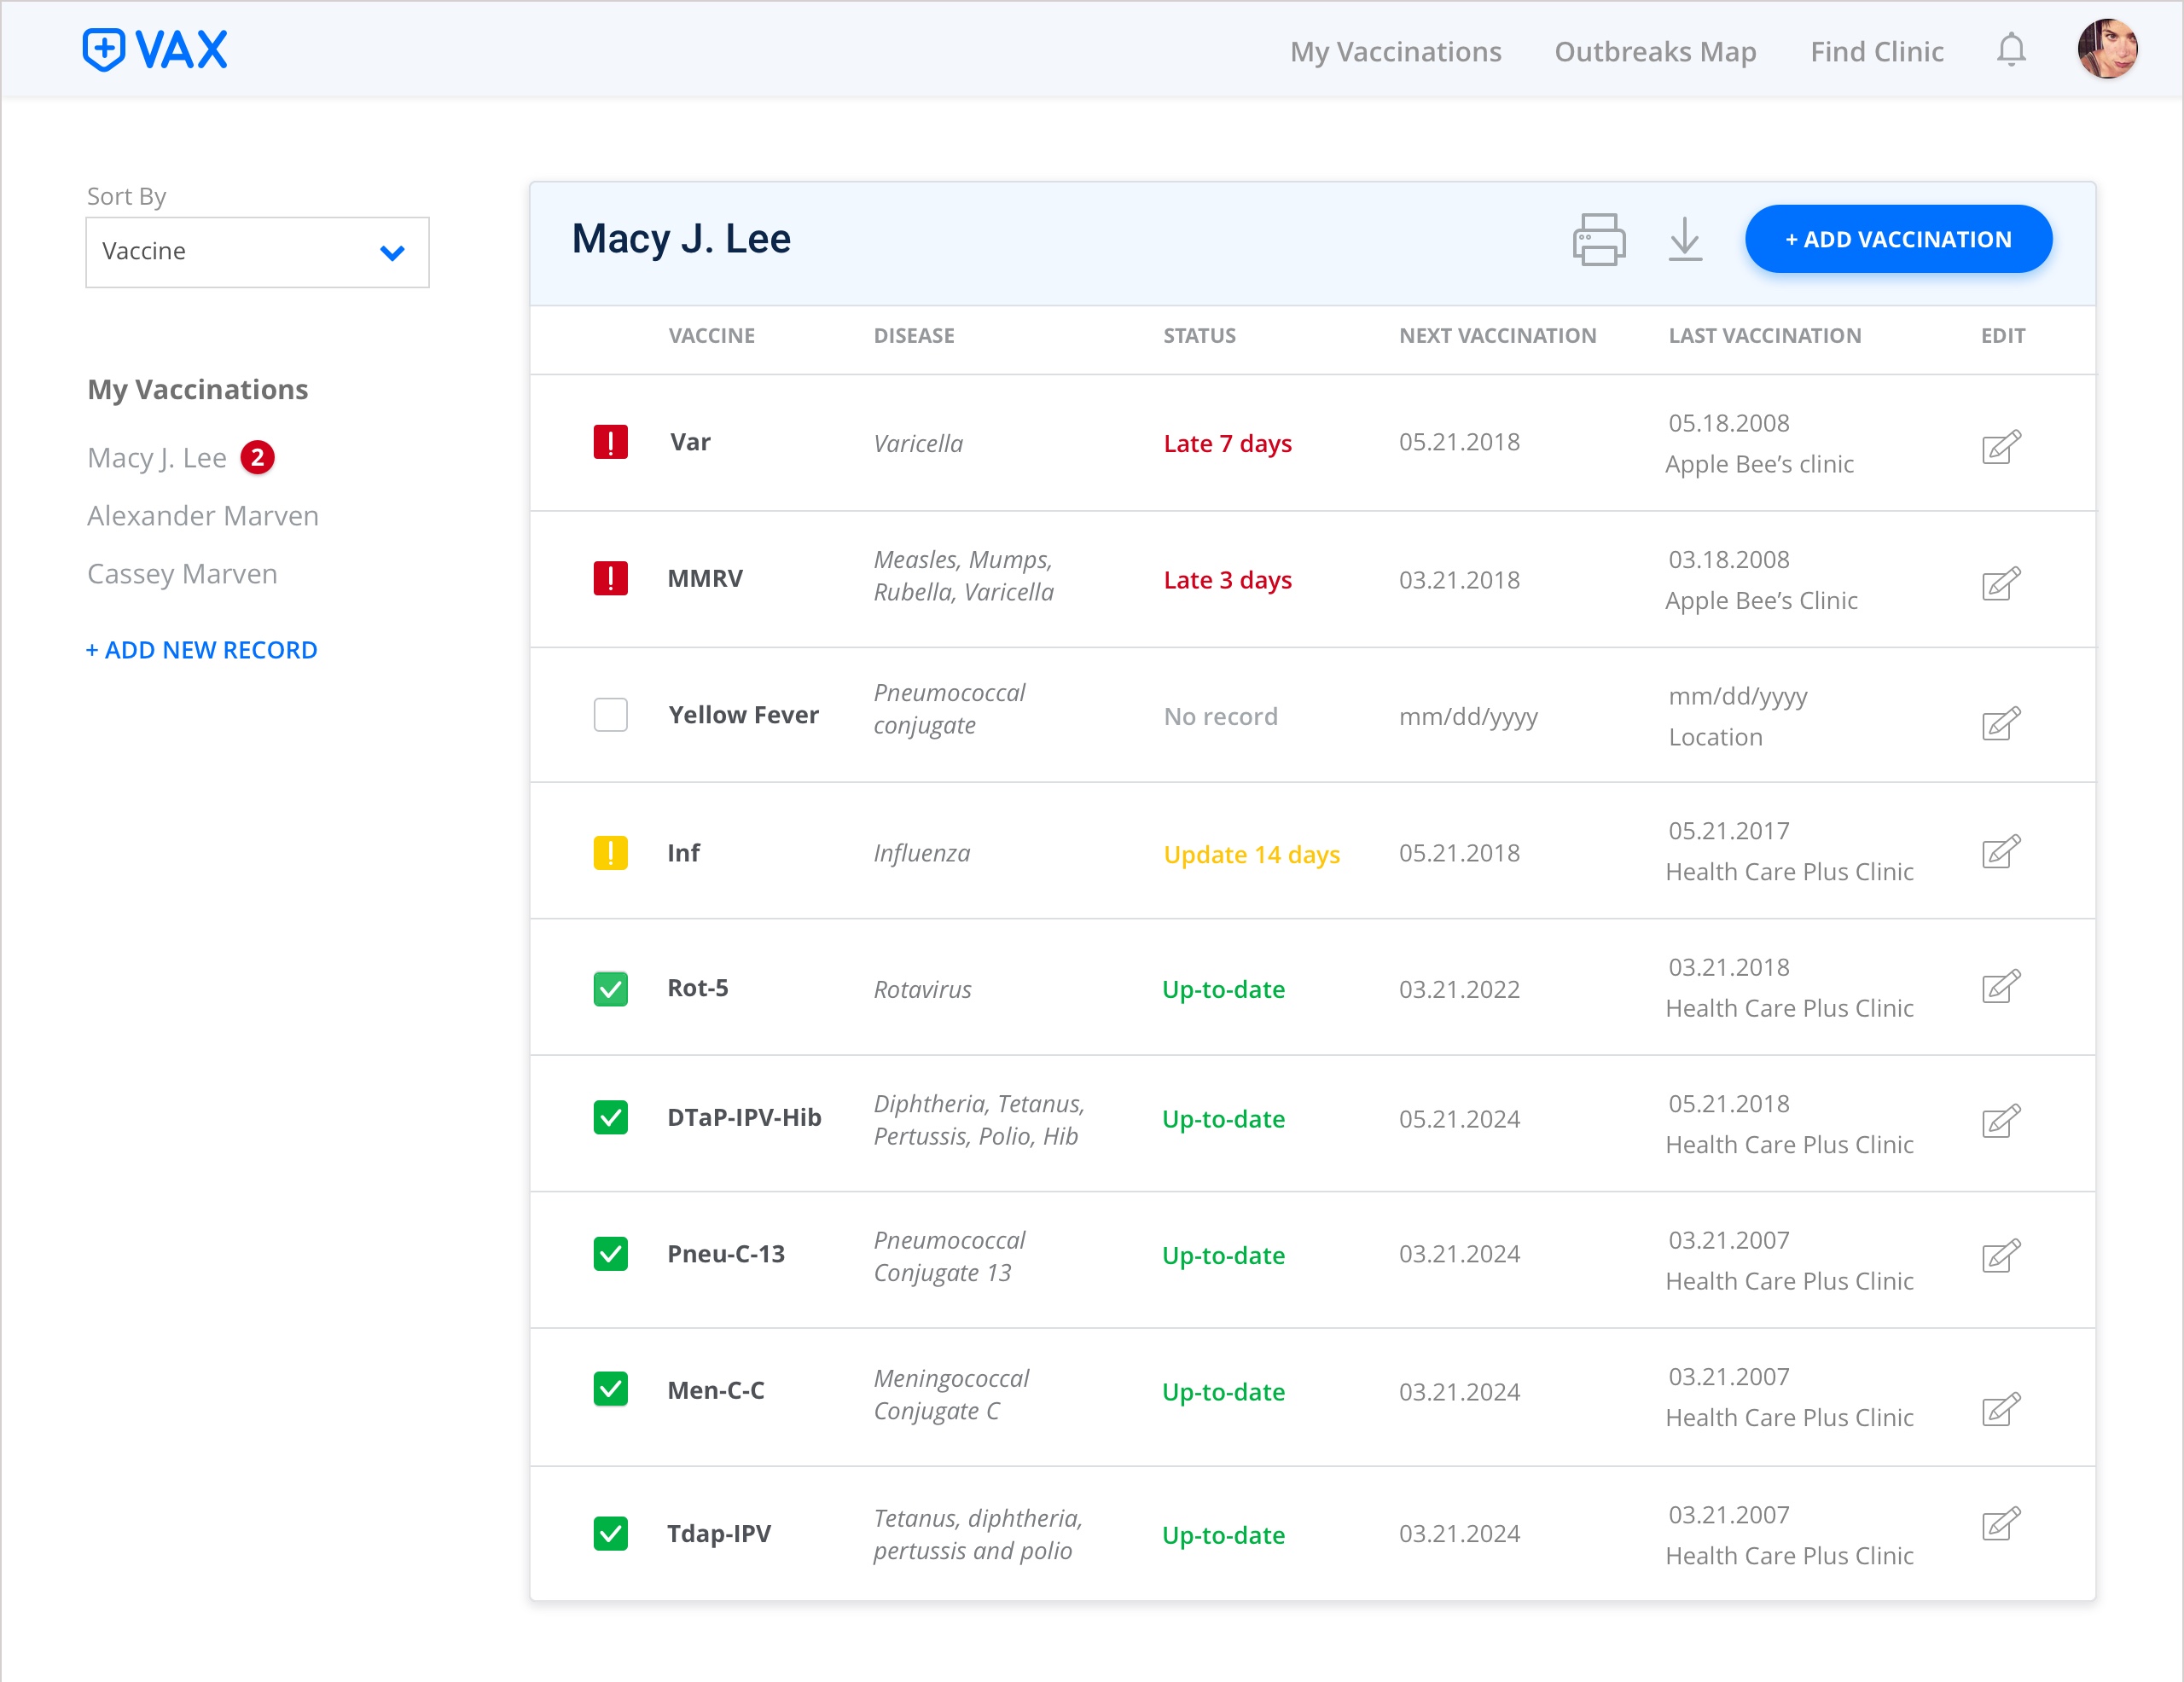 VAX
My Vaccinations
Outbreaks Map
Find Clinic
Sort By
Vaccine
My Vaccinations
Macy J. Lee 2
Alexander Marven
Cassey Marven
+ ADD NEW RECORD
Macy J. Lee
+ ADD VACCINATION
VACCINE DISEASE STATUS NEXT VACCINATION LAST VACCINATION EDIT
Var
Varicella
Late 7 days
05.21.2018
05.18.2008
Apple Bee’s clinic
MMRV
Measles, Mumps,
Rubella, Varicella
Late 3 days
03.21.2018
03.18.2008
Apple Bee’s Clinic
Yellow Fever
Pneumococcal
conjugate
No record
mm/dd/yyyy
mm/dd/yyyy
Location
Inf
Influenza
Update 14 days
05.21.2018
05.21.2017
Health Care Plus Clinic
Rot-5
Rotavirus
Up-to-date
03.21.2022
03.21.2018
Health Care Plus Clinic
DTaP-IPV-Hib
Diphtheria, Tetanus,
Pertussis, Polio, Hib
Up-to-date
05.21.2024
05.21.2018
Health Care Plus Clinic
Pneu-C-13
Pneumococcal
Conjugate 13
Up-to-date
03.21.2024
03.21.2007
Health Care Plus Clinic
Men-C-C
Meningococcal
Conjugate C
Up-to-date
03.21.2024
03.21.2007
Health Care Plus Clinic
Tdap-IPV
Tetanus, diphtheria,
pertussis and polio
Up-to-date
03.21.2024
03.21.2007
Health Care Plus Clinic